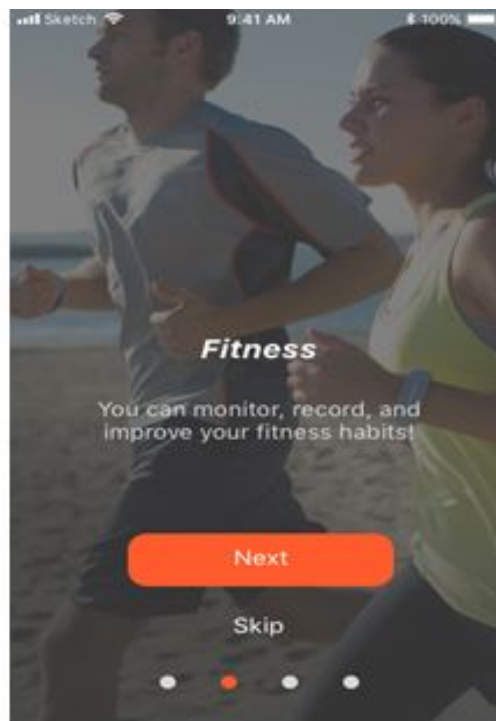 Sketch 9:41 AM 100%
Fitness
You can monitor, record, and
improve your fitness habits!
Next
Skip